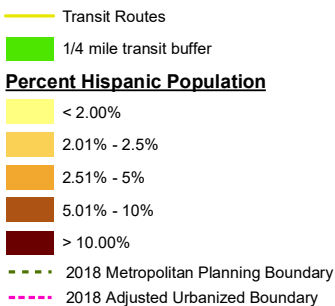 Transit Routes
1/4 mile transit buffer
Percent Hispanic Population
< 2.00%
2.01% - 2.5%
2.51% - 5%
5.01% - 10%
> 10.00%
2018 Metropolitan Planning Boundary
2018 Adjusted Urbanized Boundary